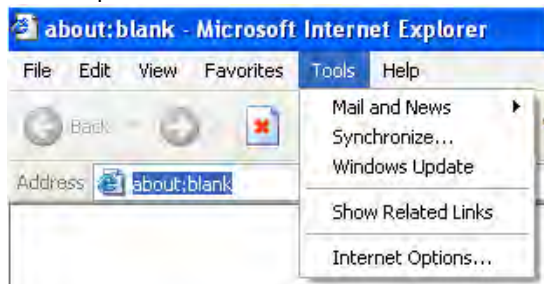 about:blank - Microsoft Internet Explorer
File Edit View Favorites Tools Help
Back
Address about:blank
Mail and News
Synchronize...
Windows Update
Show Related Links
Internet Options...